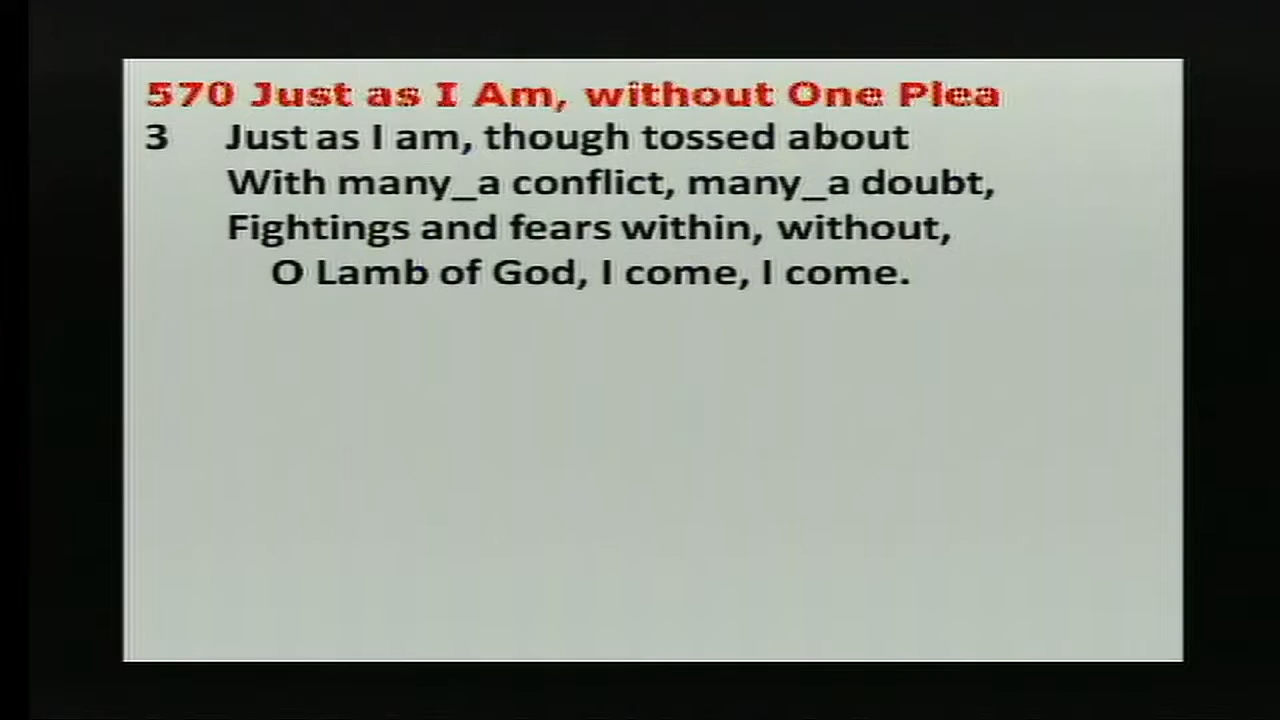 570 Just as I Am, without One Plea
3 Just as I am, though tossed about
With many_a conflict, many_a doubt,
Fightings and fears within, without,
O Lamb of God, I come, I come.